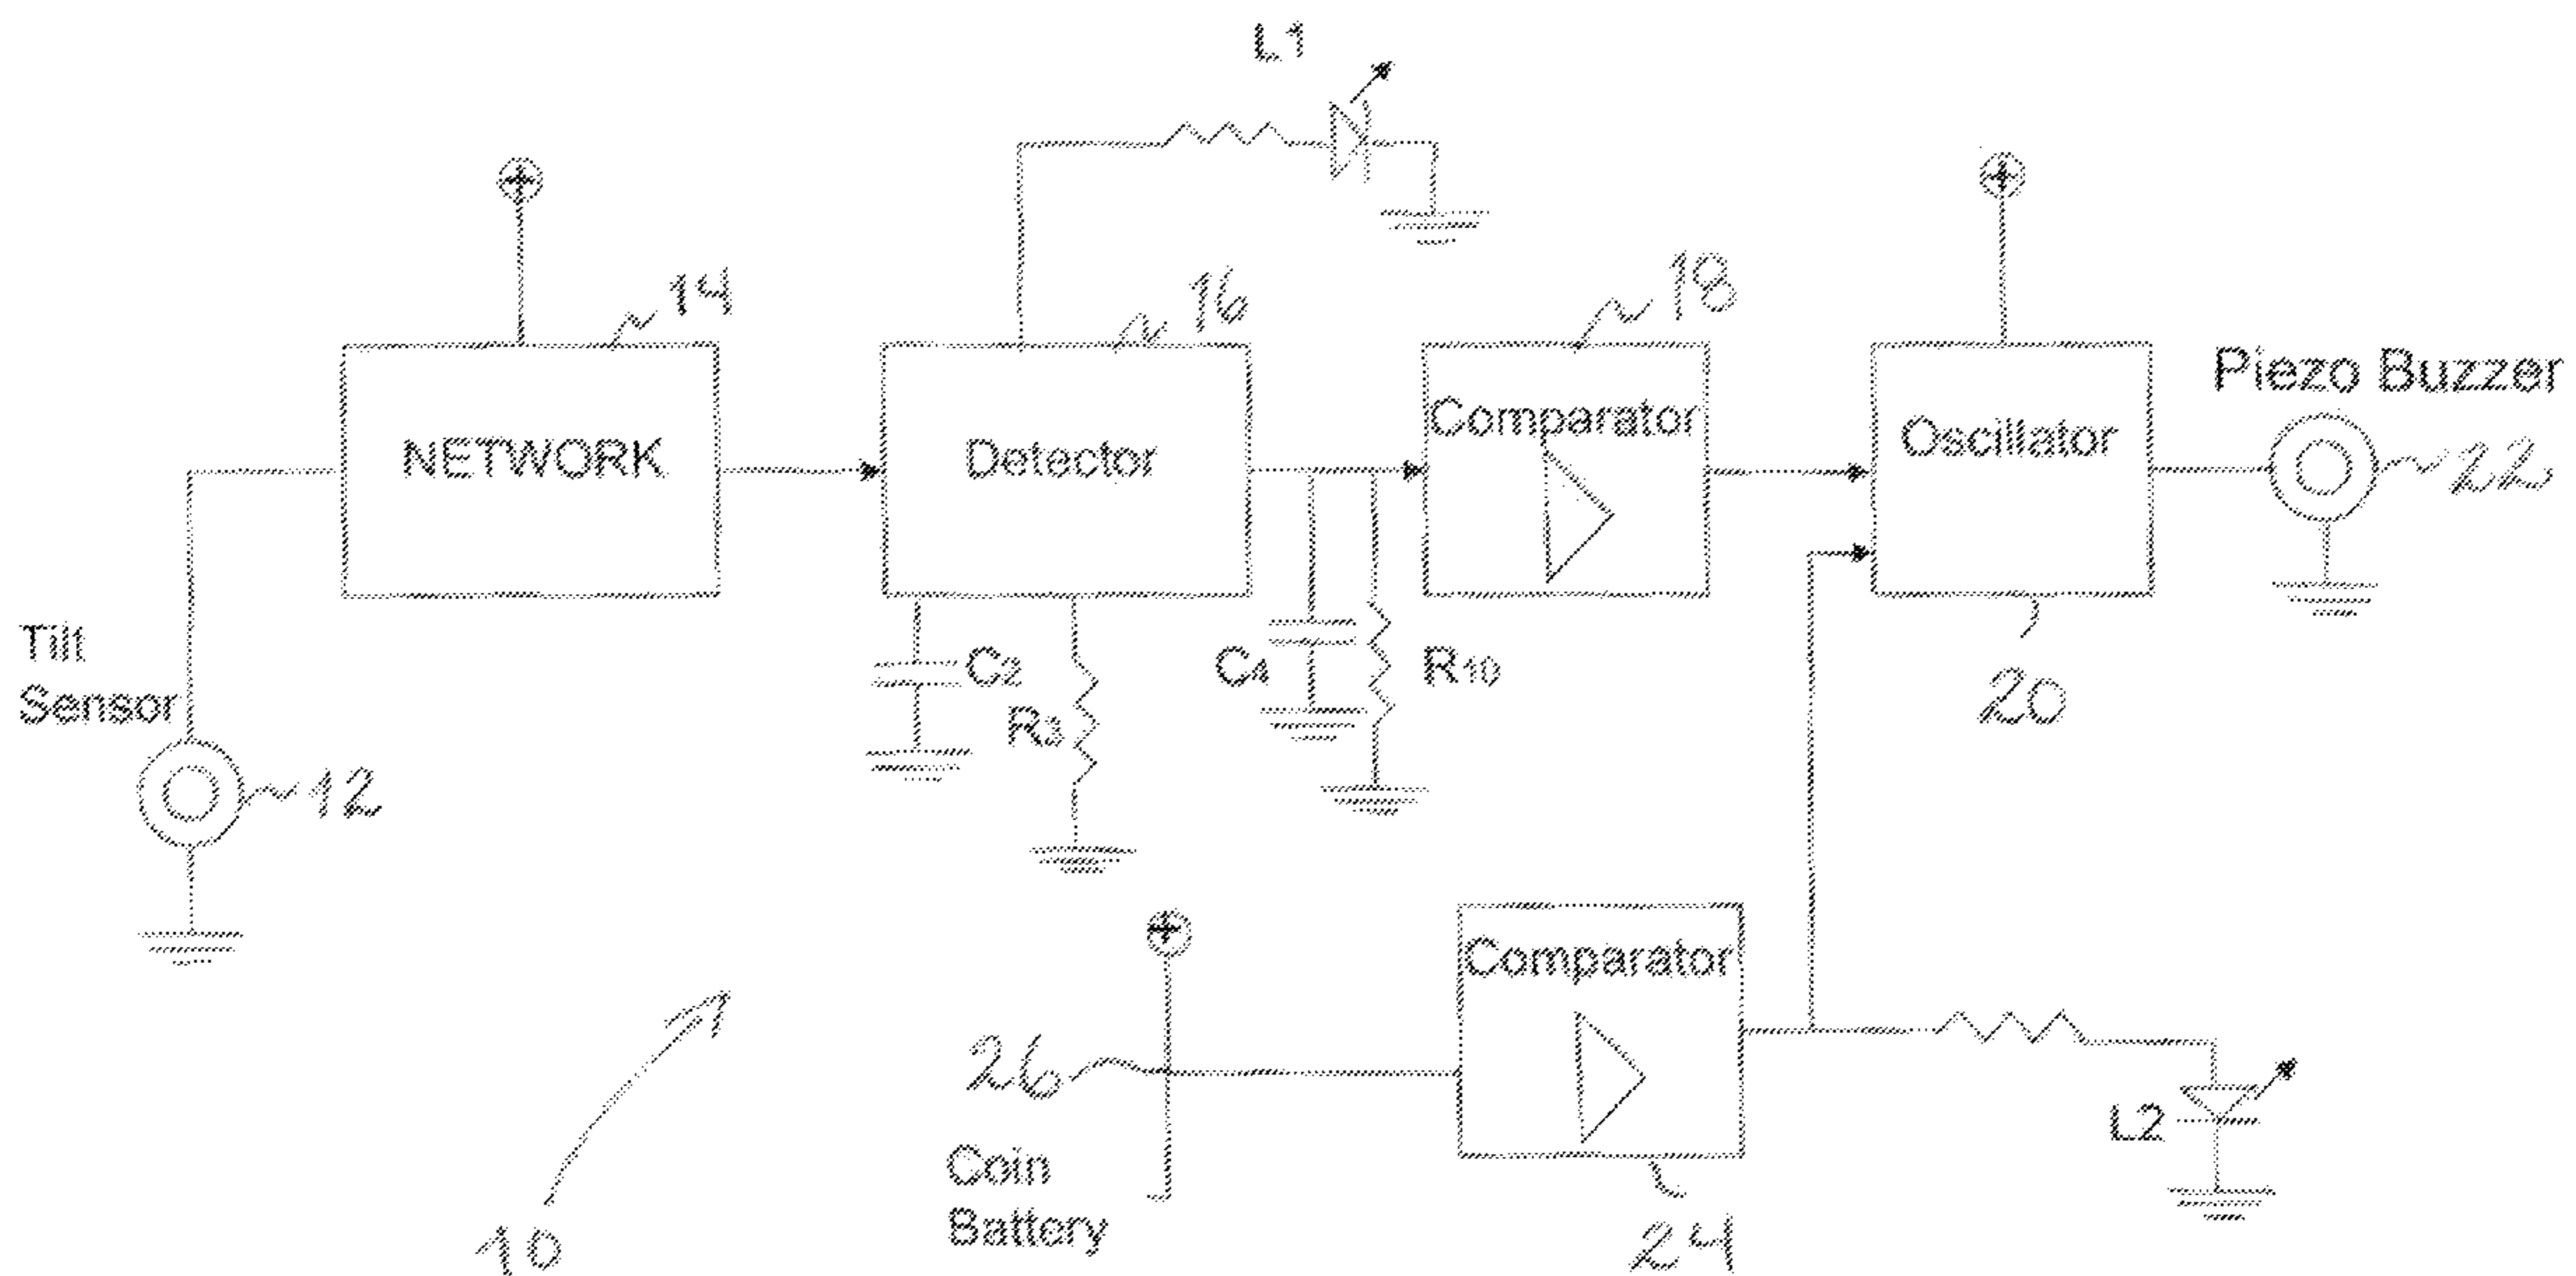 L1
14
16
18
NETWORK
Detector
Comparator
Oscillator
Piezo Buzzer
22
Tilt
Sensor
12
C2
R3
C4
R10
20
26
Coin
Battery
Comparator
24
L2
10